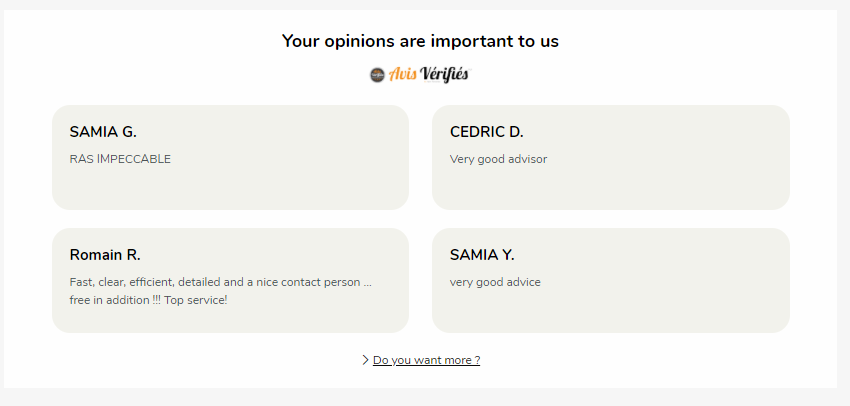 Your opinions are important to us
Avis Vérifiés
SAMIA G.
RAS IMPECCABLE
CEDRIC D.
Very good advisor
Romain R.
Fast, clear, efficient, detailed and a nice contact person ...
free in addition !!! Top service!
SAMIA Y.
very good advice
Do you want more ?